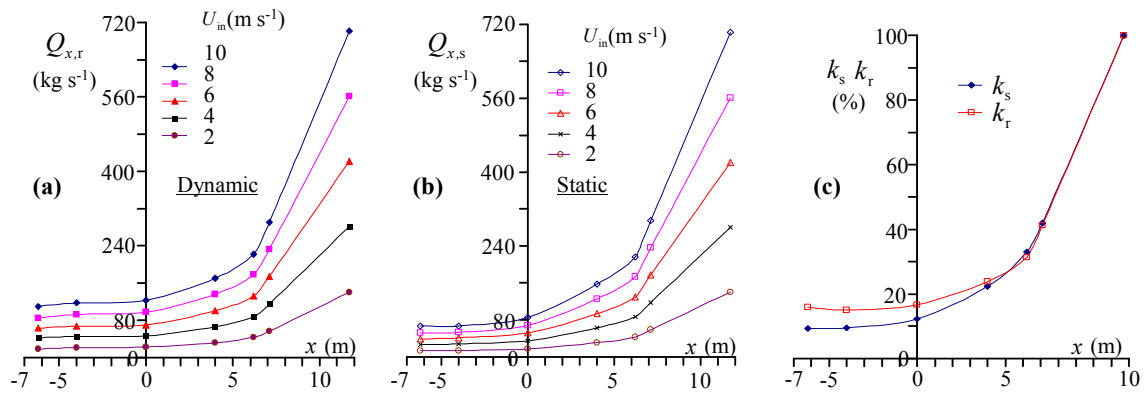 720
560
400
240
80
0
-7 -5 0 5 10
Q_{x,r}
(kg s⁻¹)
U_in(m s⁻¹)
10
8
6
4
2
(a)
Dynamic
x (m)
720
560
400
240
80
0
-7 -5 0 5 10
Q_{x,s}
(kg s⁻¹)
U_in(m s⁻¹)
10
8
6
4
2
(b)
Static
x (m)
100
80
60
40
20
0
-7 -5 0 5 10
k_s k_r
(%)
k_s
k_r
(c)
x (m)